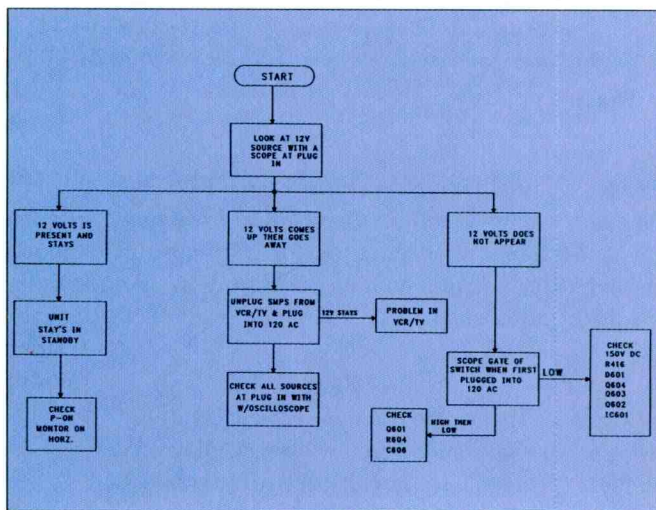 START
LOOK AT 12V
SOURCE WITH A
SCOPE AT PLUG
IN
12 VOLTS IS
PRESENT AND
STAYS
12 VOLTS COMES
UP THEN GOES
AWAY
12 VOLTS DOES
NOT APPEAR
UNIT
STAY'S IN
STANDBY
UNPLUG SMPS FROM
VCR/TV & PLUG
INTO 120 AC
12V STAYS
PROBLEM IN
VCR/TV
CHECK
P-ON
MONTOR ON
HORZ.
CHECK ALL SOURCES
AT PLUG IN WITH
W/OSCILLOSCOPE
SCOPE GATE OF
SWITCH WHEN FIRST
PLUGGED INTO
120 AC
LOW
CHECK
150V DC
R416
D601
Q604
Q603
Q602
IC601
HIGH THEN
LOW
CHECK
Q601
R604
C606